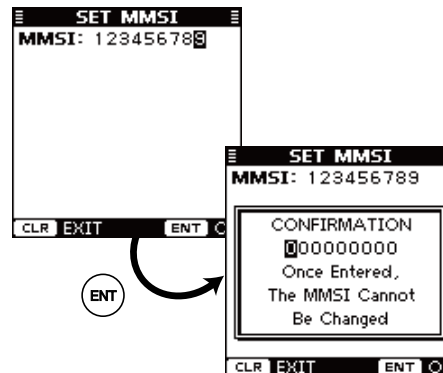 SET MMSI
MMSI: 123456789
CLR EXIT ENT O
ENT
SET MMSI
MMSI: 123456789
CONFIRMATION
000000000
Once Entered,
The MMSI Cannot
Be Changed
CLR EXIT ENT O